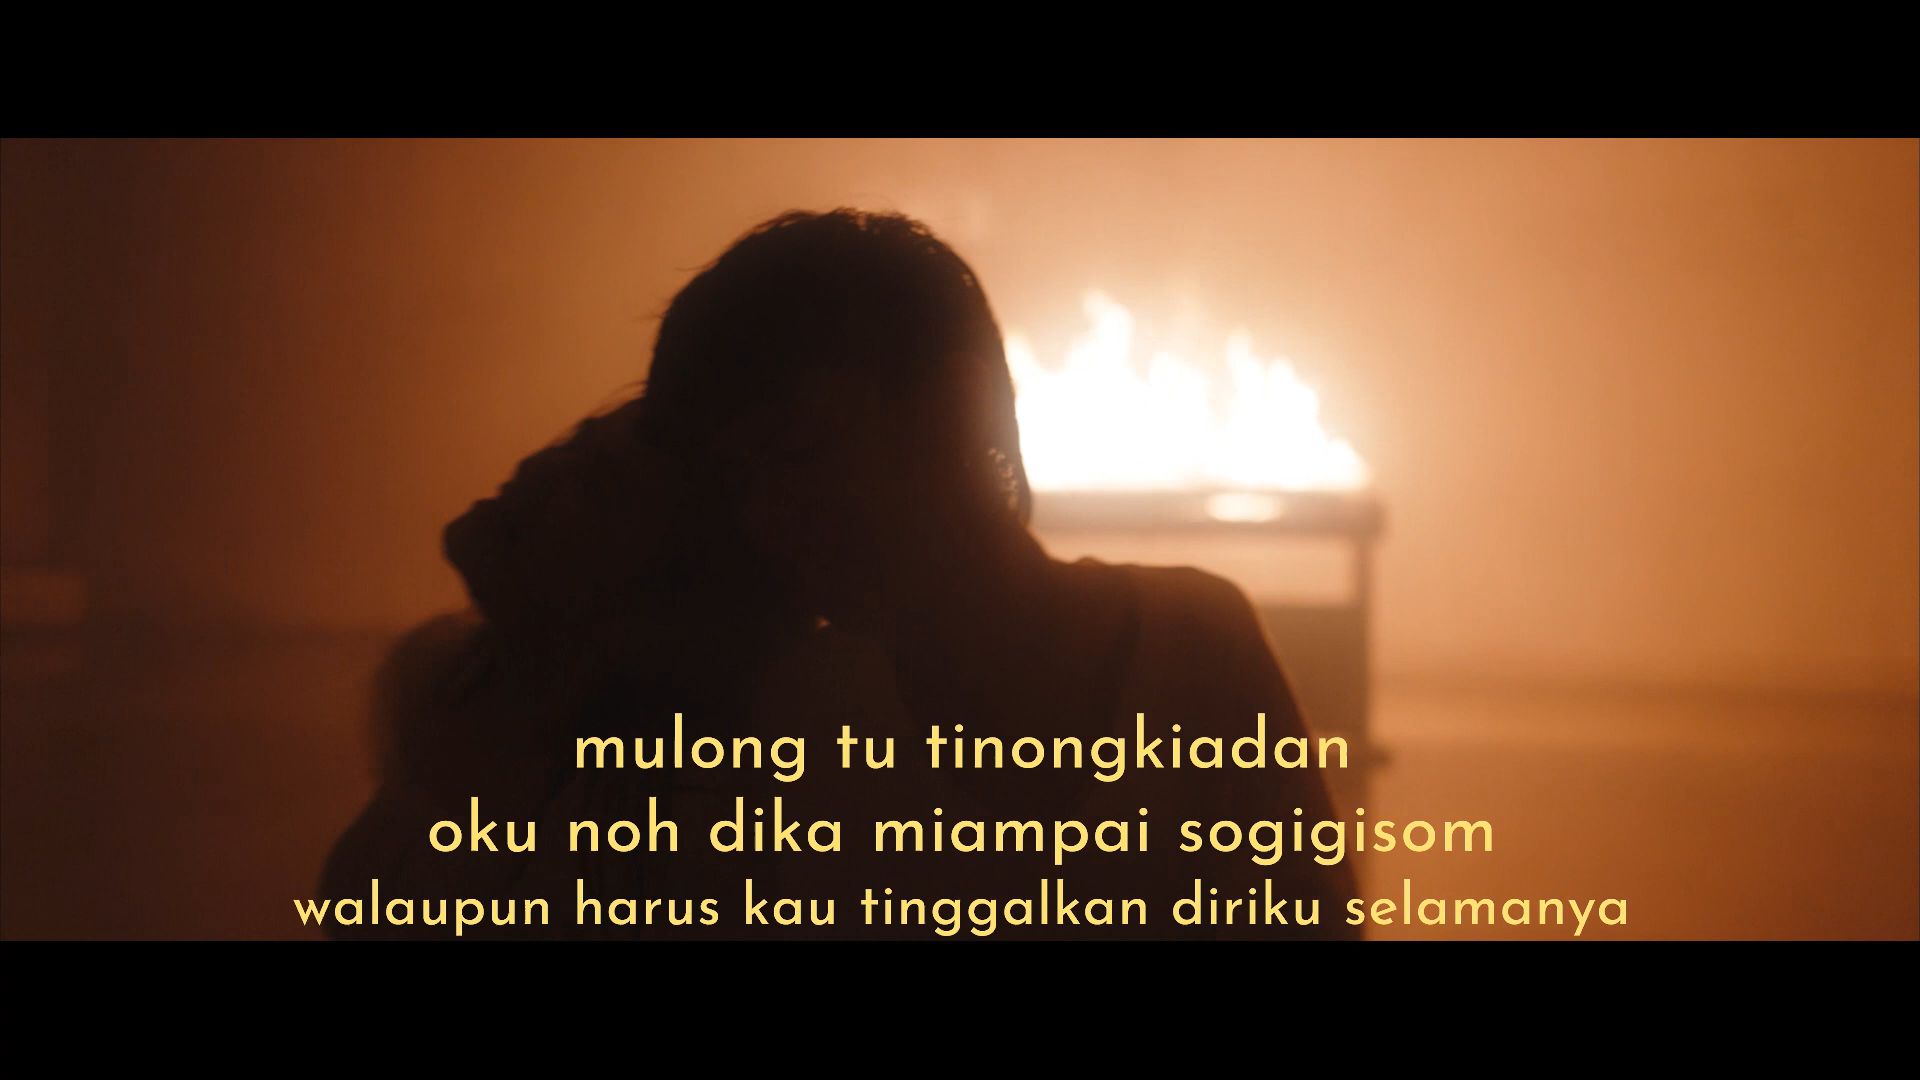 mulong tu tinongkiadan
oku noh dika miampai sogigisom
walaupun harus kau tinggalkan diriku selamanya